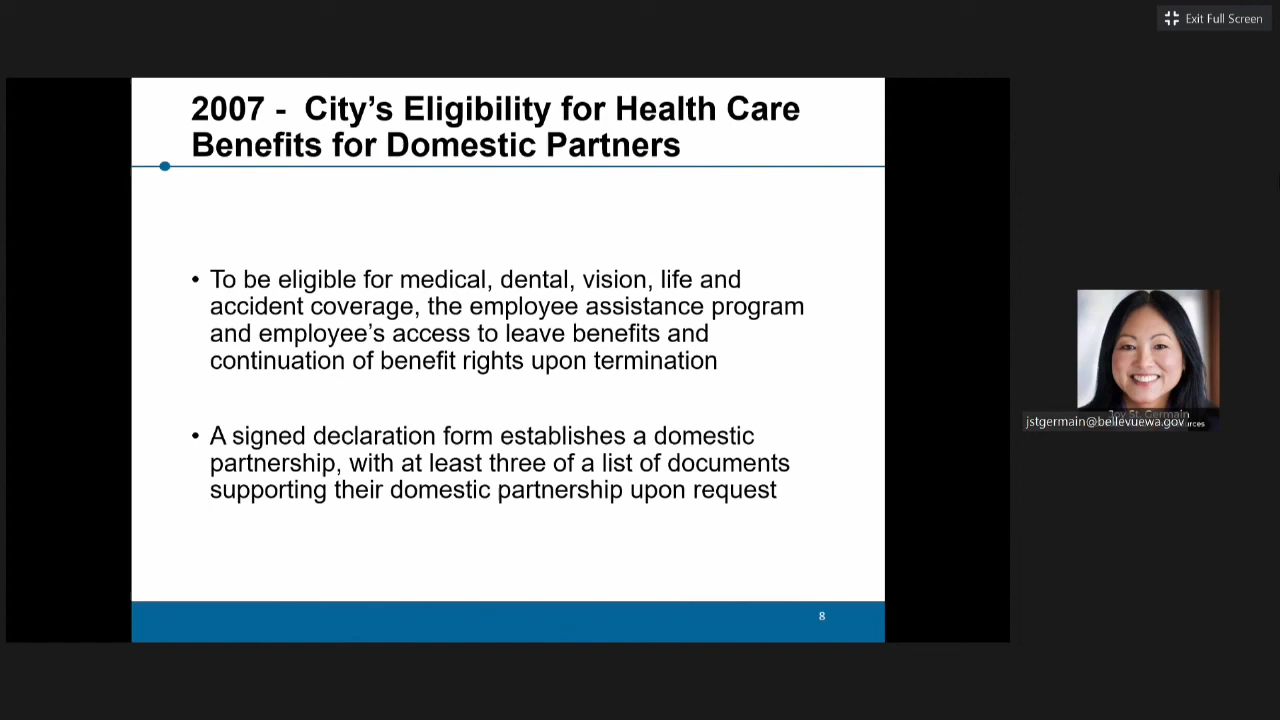 Exit Full Screen
2007 - City's Eligibility for Health Care
Benefits for Domestic Partners
• To be eligible for medical, dental, vision, life and
accident coverage, the employee assistance program
and employee's access to leave benefits and
continuation of benefit rights upon termination
• A signed declaration form establishes a domestic
partnership, with at least three of a list of documents
supporting their domestic partnership upon request
8
Joy St. Germain
jstgermain@bellevuewa.gov